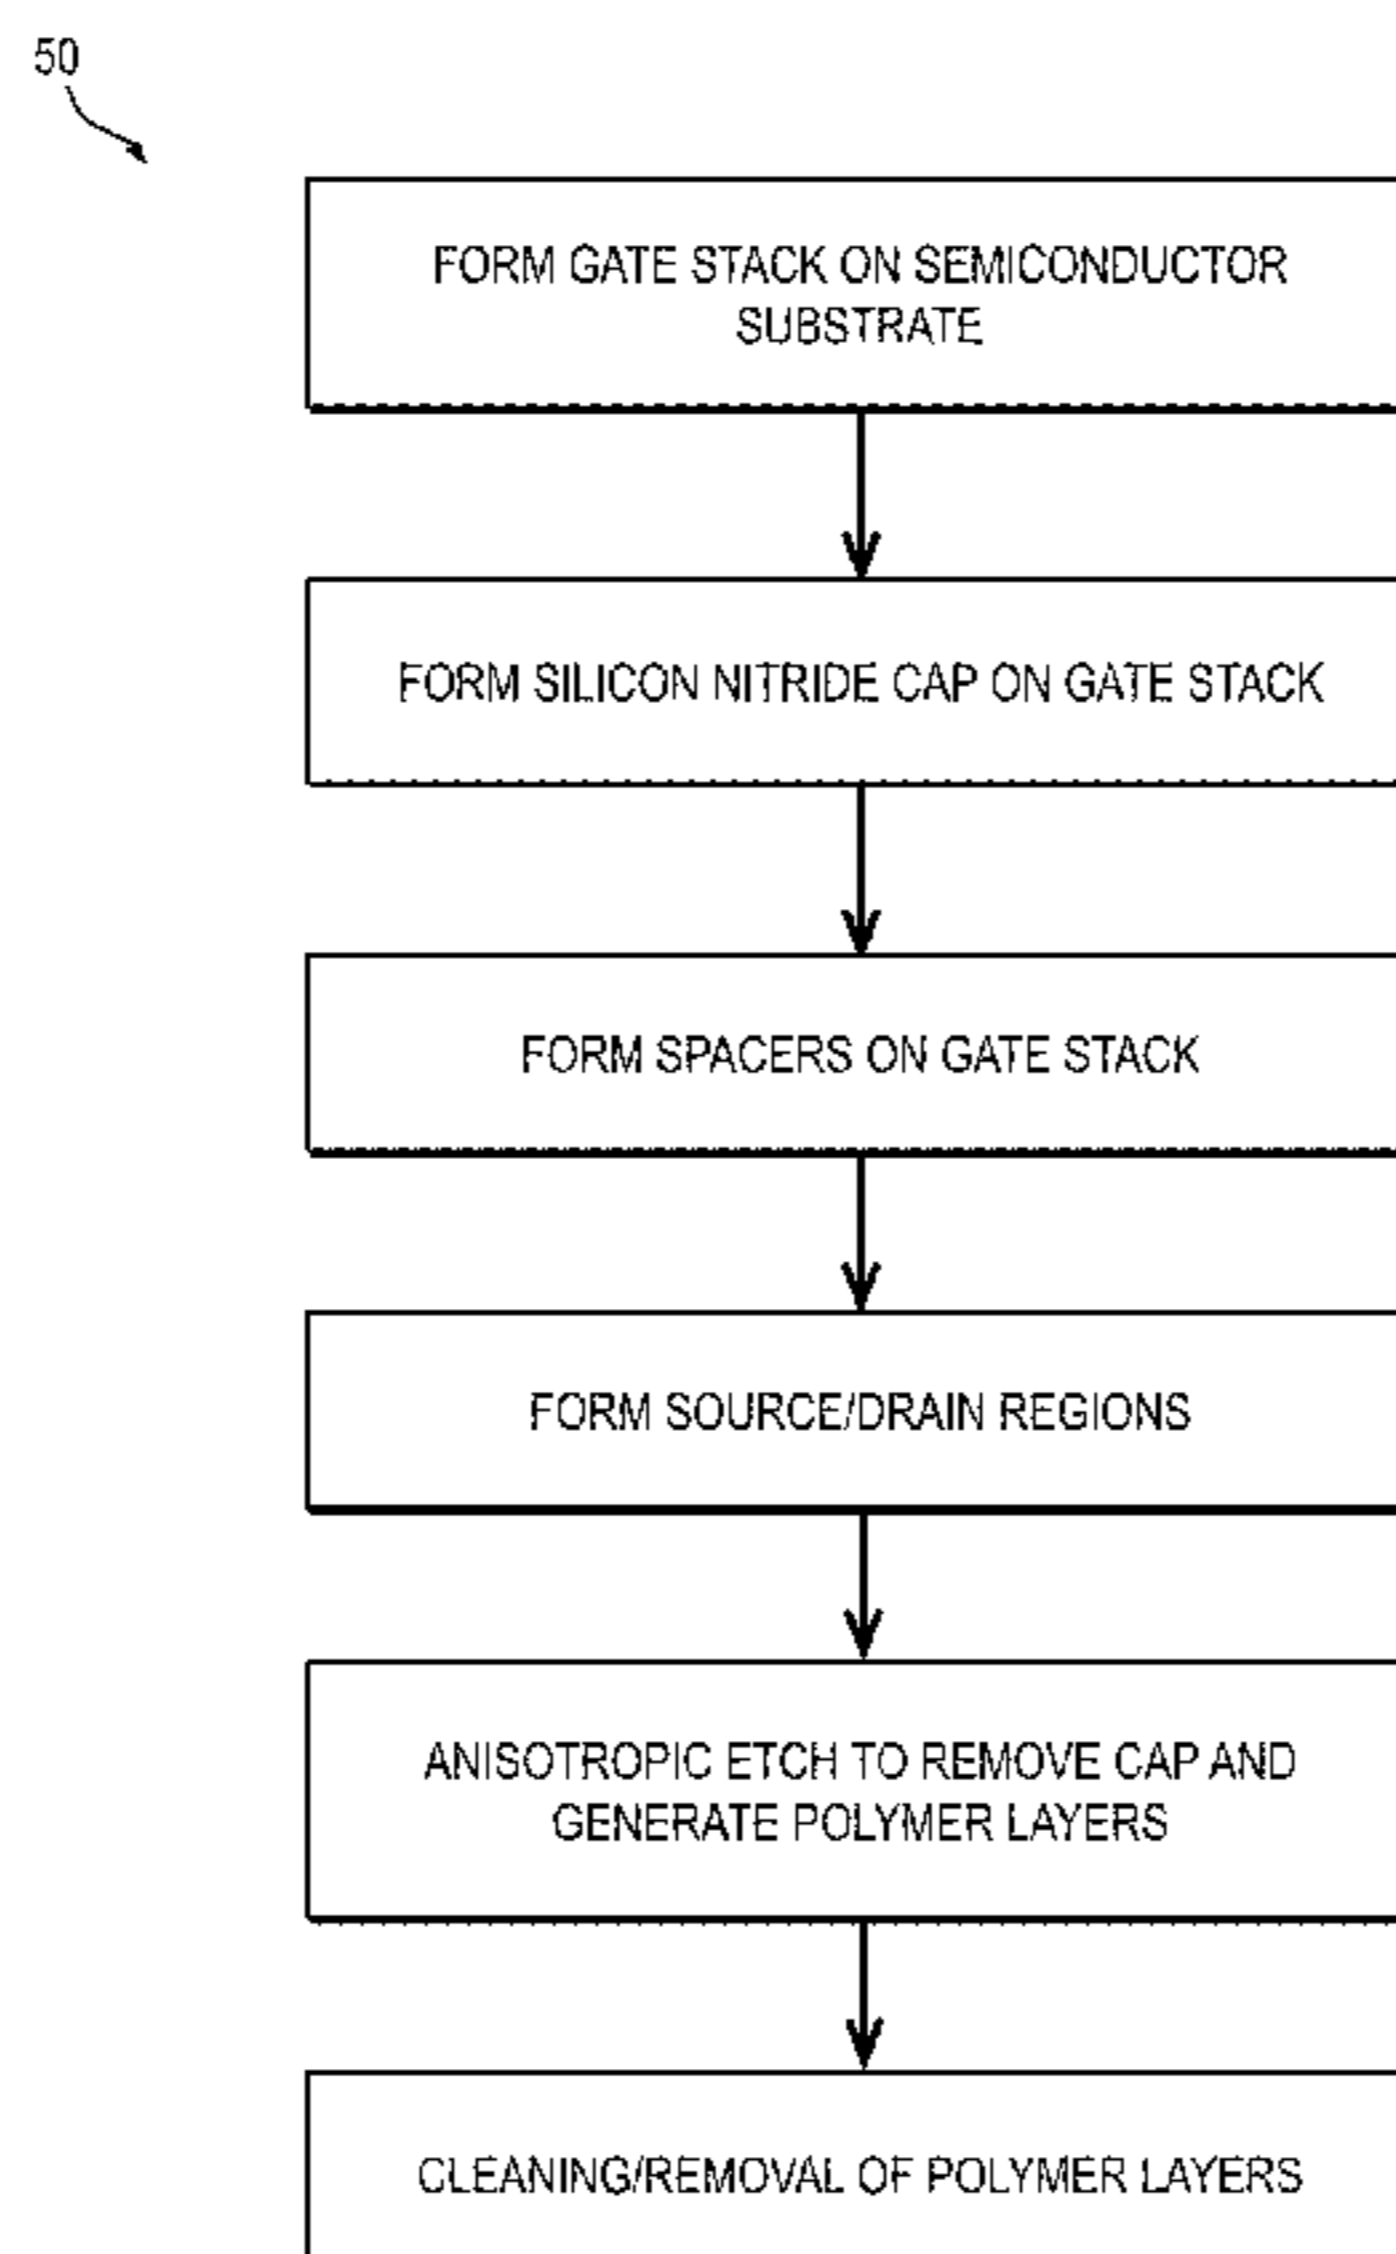 50
FORM GATE STACK ON SEMICONDUCTOR
SUBSTRATE
FORM SILICON NITRIDE CAP ON GATE STACK
FORM SPACERS ON GATE STACK
FORM SOURCE/DRAIN REGIONS
ANISOTROPIC ETCH TO REMOVE CAP AND
GENERATE POLYMER LAYERS
CLEANING/REMOVAL OF POLYMER LAYERS